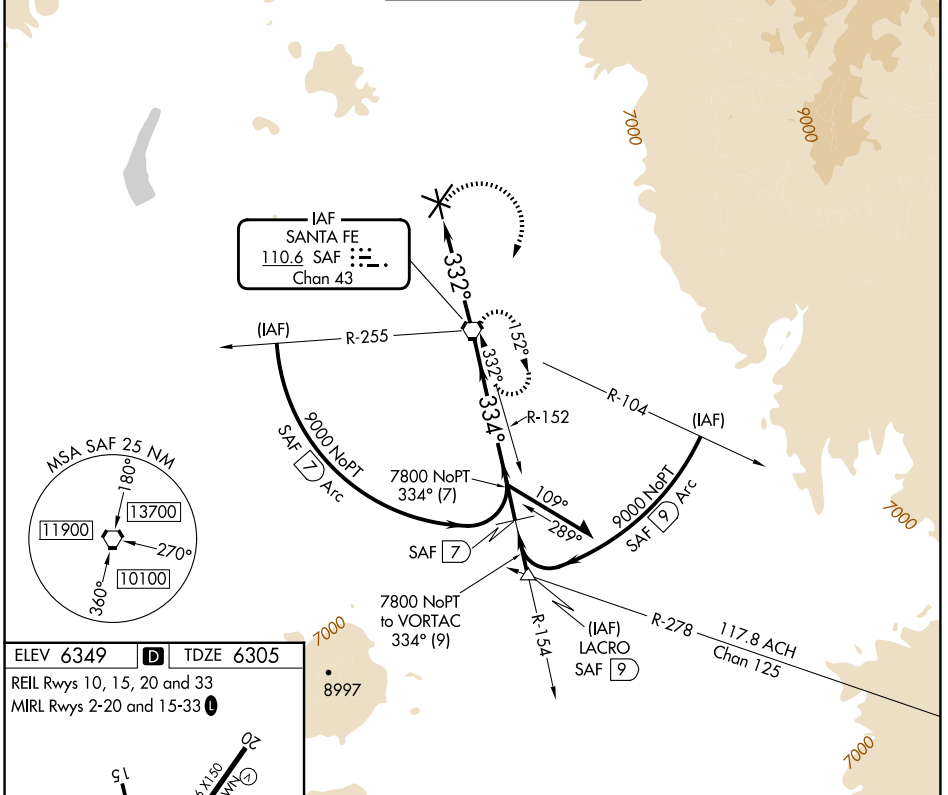 7000
9000
IAF
SANTA FE
110.6 SAF
Chan 43
332°
(IAF)
R-255
152°
332°
R-104
(IAF)
334°
R-152
9000 NoPT
SAF 7 Arc
MSA SAF 25 NM
180°
13700
11900
270°
10100
360°
7800 NoPT
334° (7)
109°
289°
9000 NoPT
SAF 9 Arc
7000
SAF 7
7800 NoPT
to VORTAC
334° (9)
R-154
(IAF)
LACRO
SAF 9
R-278
117.8 ACH
Chan 125
7000
8997
7000
ELEV 6349 D TDZE 6305
REIL Rwys 10, 15, 20 and 33
MIRL Rwys 2-20 and 15-33 L
20
15
X150
V